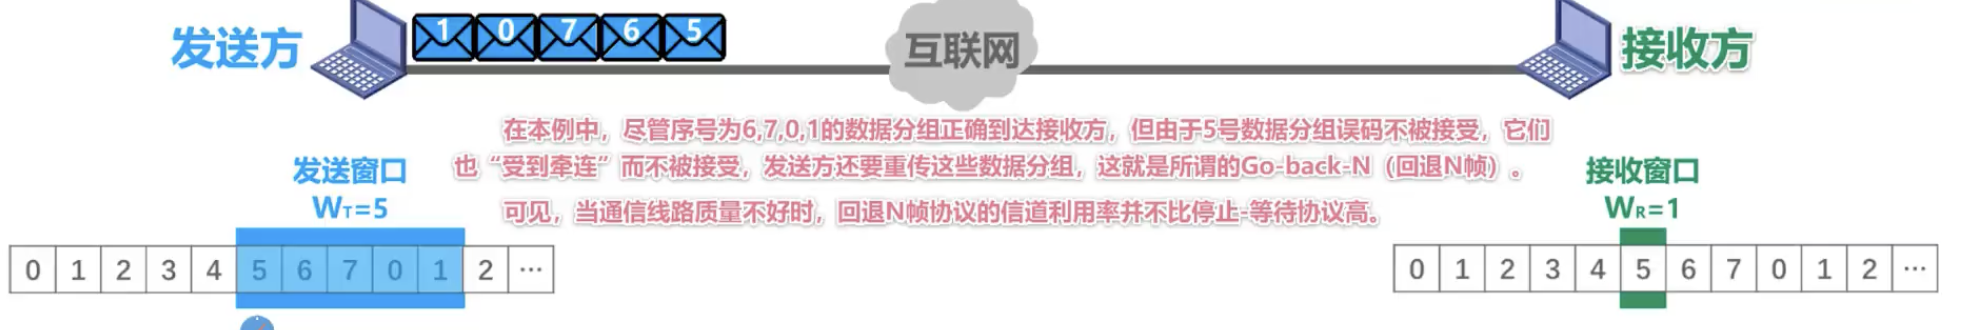 发送方
1 0 7 6 5
互联网
接收方
在本例中，尽管序号为6,7,0,1的数据分组正确到达接收方，但由于5号数据分组误码不被接受，它们
也“受到牵连”而不被接受，发送方还要重传这些数据分组，这就是所谓的Go-back-N（回退N帧）。
可见，当通信线路质量不好时，回退N帧协议的信道利用率并不比停止-等待协议高。
发送窗口
WT=5
接收窗口
WR=1
0 1 2 3 4 5 6 7 0 1 2 ···
0 1 2 3 4 5 6 7 0 1 2 ···